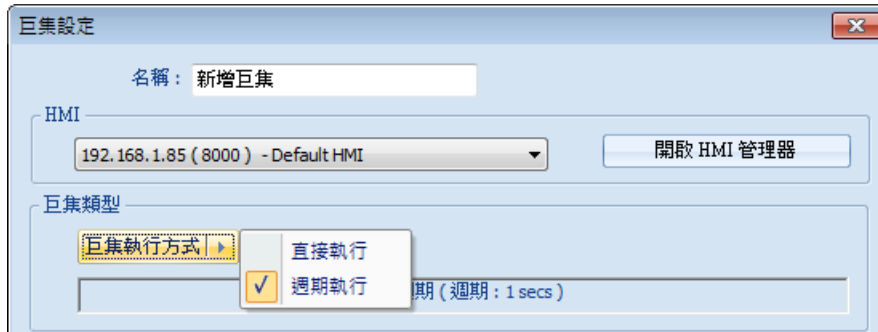 巨集設定
名稱： 新增巨集
HMI
192.168.1.85 ( 8000 ) - Default HMI 開啟 HMI 管理器
巨集類型
巨集執行方式
直接執行
週期執行
期 ( 週期 : 1 secs )